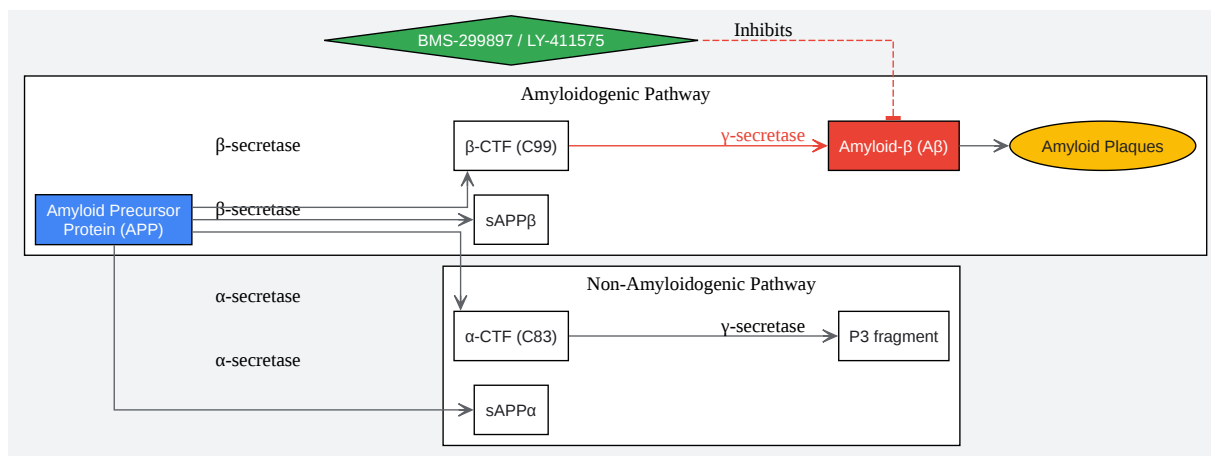 BMS-299897 / LY-411575
Inhibits
Amyloidogenic Pathway
β-secretase
β-CTF (C99)
γ-secretase
Amyloid-β (Aβ)
Amyloid Plaques
Amyloid Precursor
Protein (APP)
β-secretase
sAPPβ
Non-Amyloidogenic Pathway
α-secretase
α-CTF (C83)
γ-secretase
P3 fragment
α-secretase
sAPPα